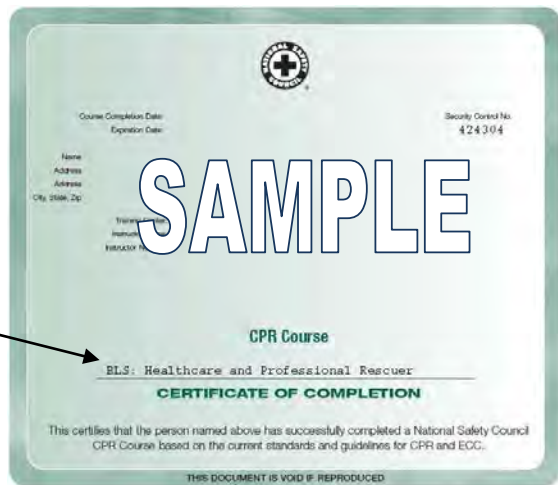 NATIONAL SAFETY COUNCIL
Course Completion Date
Expiration Date
Security Control No.
424304
Name
Address
Address
City, State, Zip
SAMPLE
CPR Course
BLS: Healthcare and Professional Rescuer
CERTIFICATE OF COMPLETION
This certifies that the person named above has successfully completed a National Safety Council
CPR Course based on the current standards and guidelines for CPR and ECC.
THIS DOCUMENT IS VOID IF REPRODUCED